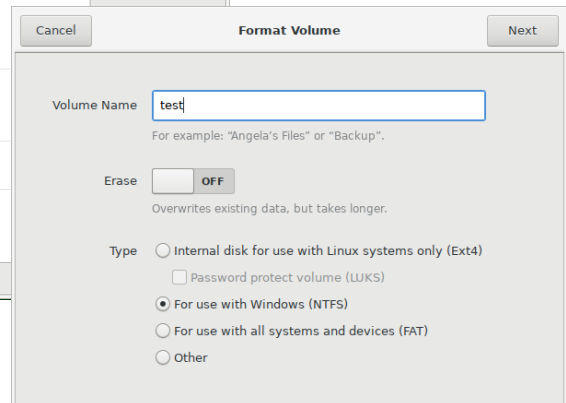 Cancel
Format Volume
Next
Volume Name
test
For example: “Angela’s Files” or “Backup”.
Erase
OFF
Overwrites existing data, but takes longer.
Type
Internal disk for use with Linux systems only (Ext4)
Password protect volume (LUKS)
For use with Windows (NTFS)
For use with all systems and devices (FAT)
Other